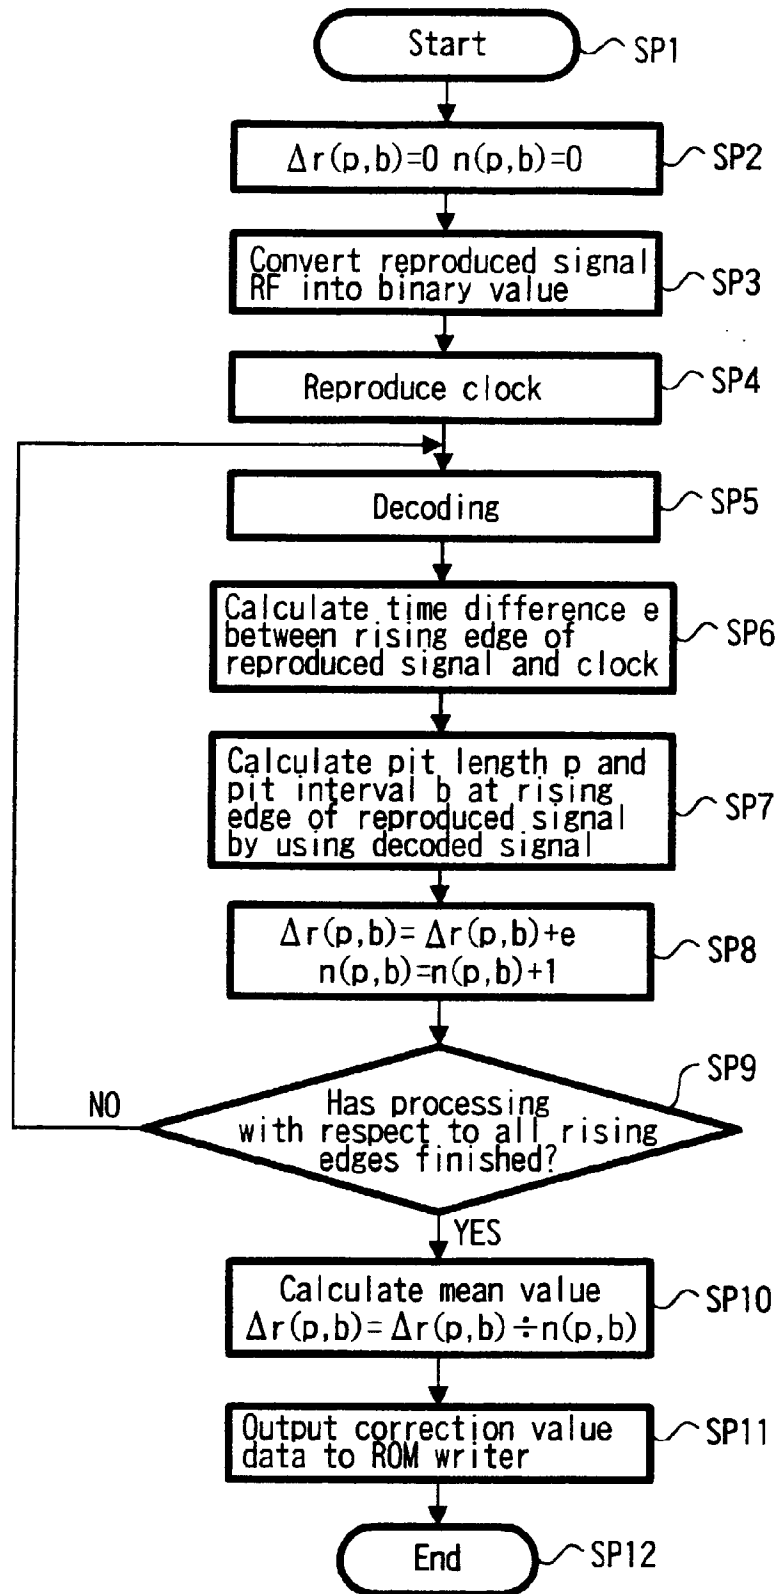 Start
SP1
Δr(p,b)=0 n(p,b)=0
SP2
Convert reproduced signal
RF into binary value
SP3
Reproduce clock
SP4
Decoding
SP5
Calculate time difference e
between rising edge of
reproduced signal and clock
SP6
Calculate pit length p and
pit interval b at rising
edge of reproduced signal
by using decoded signal
SP7
Δr(p,b)= Δr(p,b)+e
n(p,b)=n(p,b)+1
SP8
SP9
NO
Has processing
with respect to all rising
edges finished?
YES
Calculate mean value
Δr(p,b)= Δr(p,b)÷n(p,b)
SP10
Output correction value
data to ROM writer
SP11
End
SP12